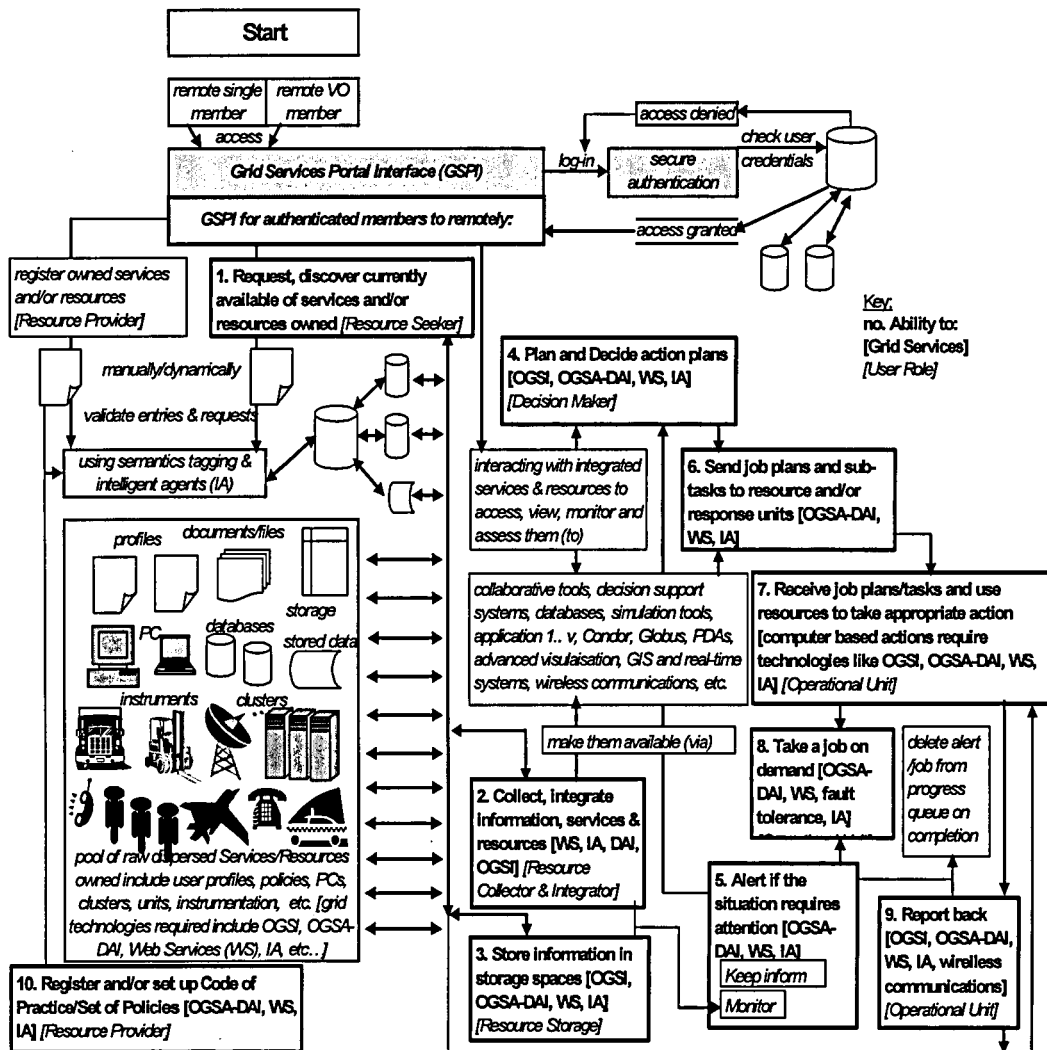 Start
remote single
member
remote VO
member
access
Grid Services Portal Interface (GSPI)
log-in
access denied
secure
authentication
check user
credentials
GSPI for authenticated members to remotely:
access granted
register owned services
and/or resources
[Resource Provider]
1. Request, discover currently
available of services and/or
resources owned [Resource Seeker]
Key:
no. Ability to:
[Grid Services]
[User Role]
manually/dynamically
validate entries & requests
using semantics tagging &
intelligent agents (IA)
4. Plan and Decide action plans
[OGSI, OGSA-DAI, WS, IA]
[Decision Maker]
interacting with integrated
services & resources to
access, view, monitor and
assess them (to)
6. Send job plans and sub-
tasks to resource and/or
response units [OGSA-DAI,
WS, IA]
profiles
documents/files
storage
PC
databases
stored data
instruments
clusters
collaborative tools, decision support
systems, databases, simulation tools,
application 1.. v, Condor, Globus, PDAs,
advanced visulaisation, GIS and real-time
systems, wireless communications, etc.
7. Receive job plans/tasks and use
resources to take appropriate action
[computer based actions require
technologies like OGSI, OGSA-DAI, WS,
IA] [Operational Unit]
make them available (via)
8. Take a job on
demand [OGSA-
DAI, WS, fault
tolerance, IA]
delete alert
/job from
progress
queue on
completion
2. Collect, integrate
information, services &
resources [WS, IA, DAI,
OGSI] [Resource
Collector & Integrator]
pool of raw dispersed Services/Resources
owned include user profiles, policies, PCs,
clusters, units, instrumentation, etc. [grid
technologies required include OGSI, OGSA-
DAI, Web Services (WS), IA, etc..]
5. Alert if the
situation requires
attention [OGSA-
DAI, WS, IA]
Keep inform
Monitor
9. Report back
[OGSI, OGSA-DAI,
WS, IA, wireless
communications]
[Operational Unit]
3. Store information in
storage spaces [OGSI,
OGSA-DAI, WS, IA]
[Resource Storage]
10. Register and/or set up Code of
Practice/Set of Policies [OGSA-DAI, WS,
IA] [Resource Provider]